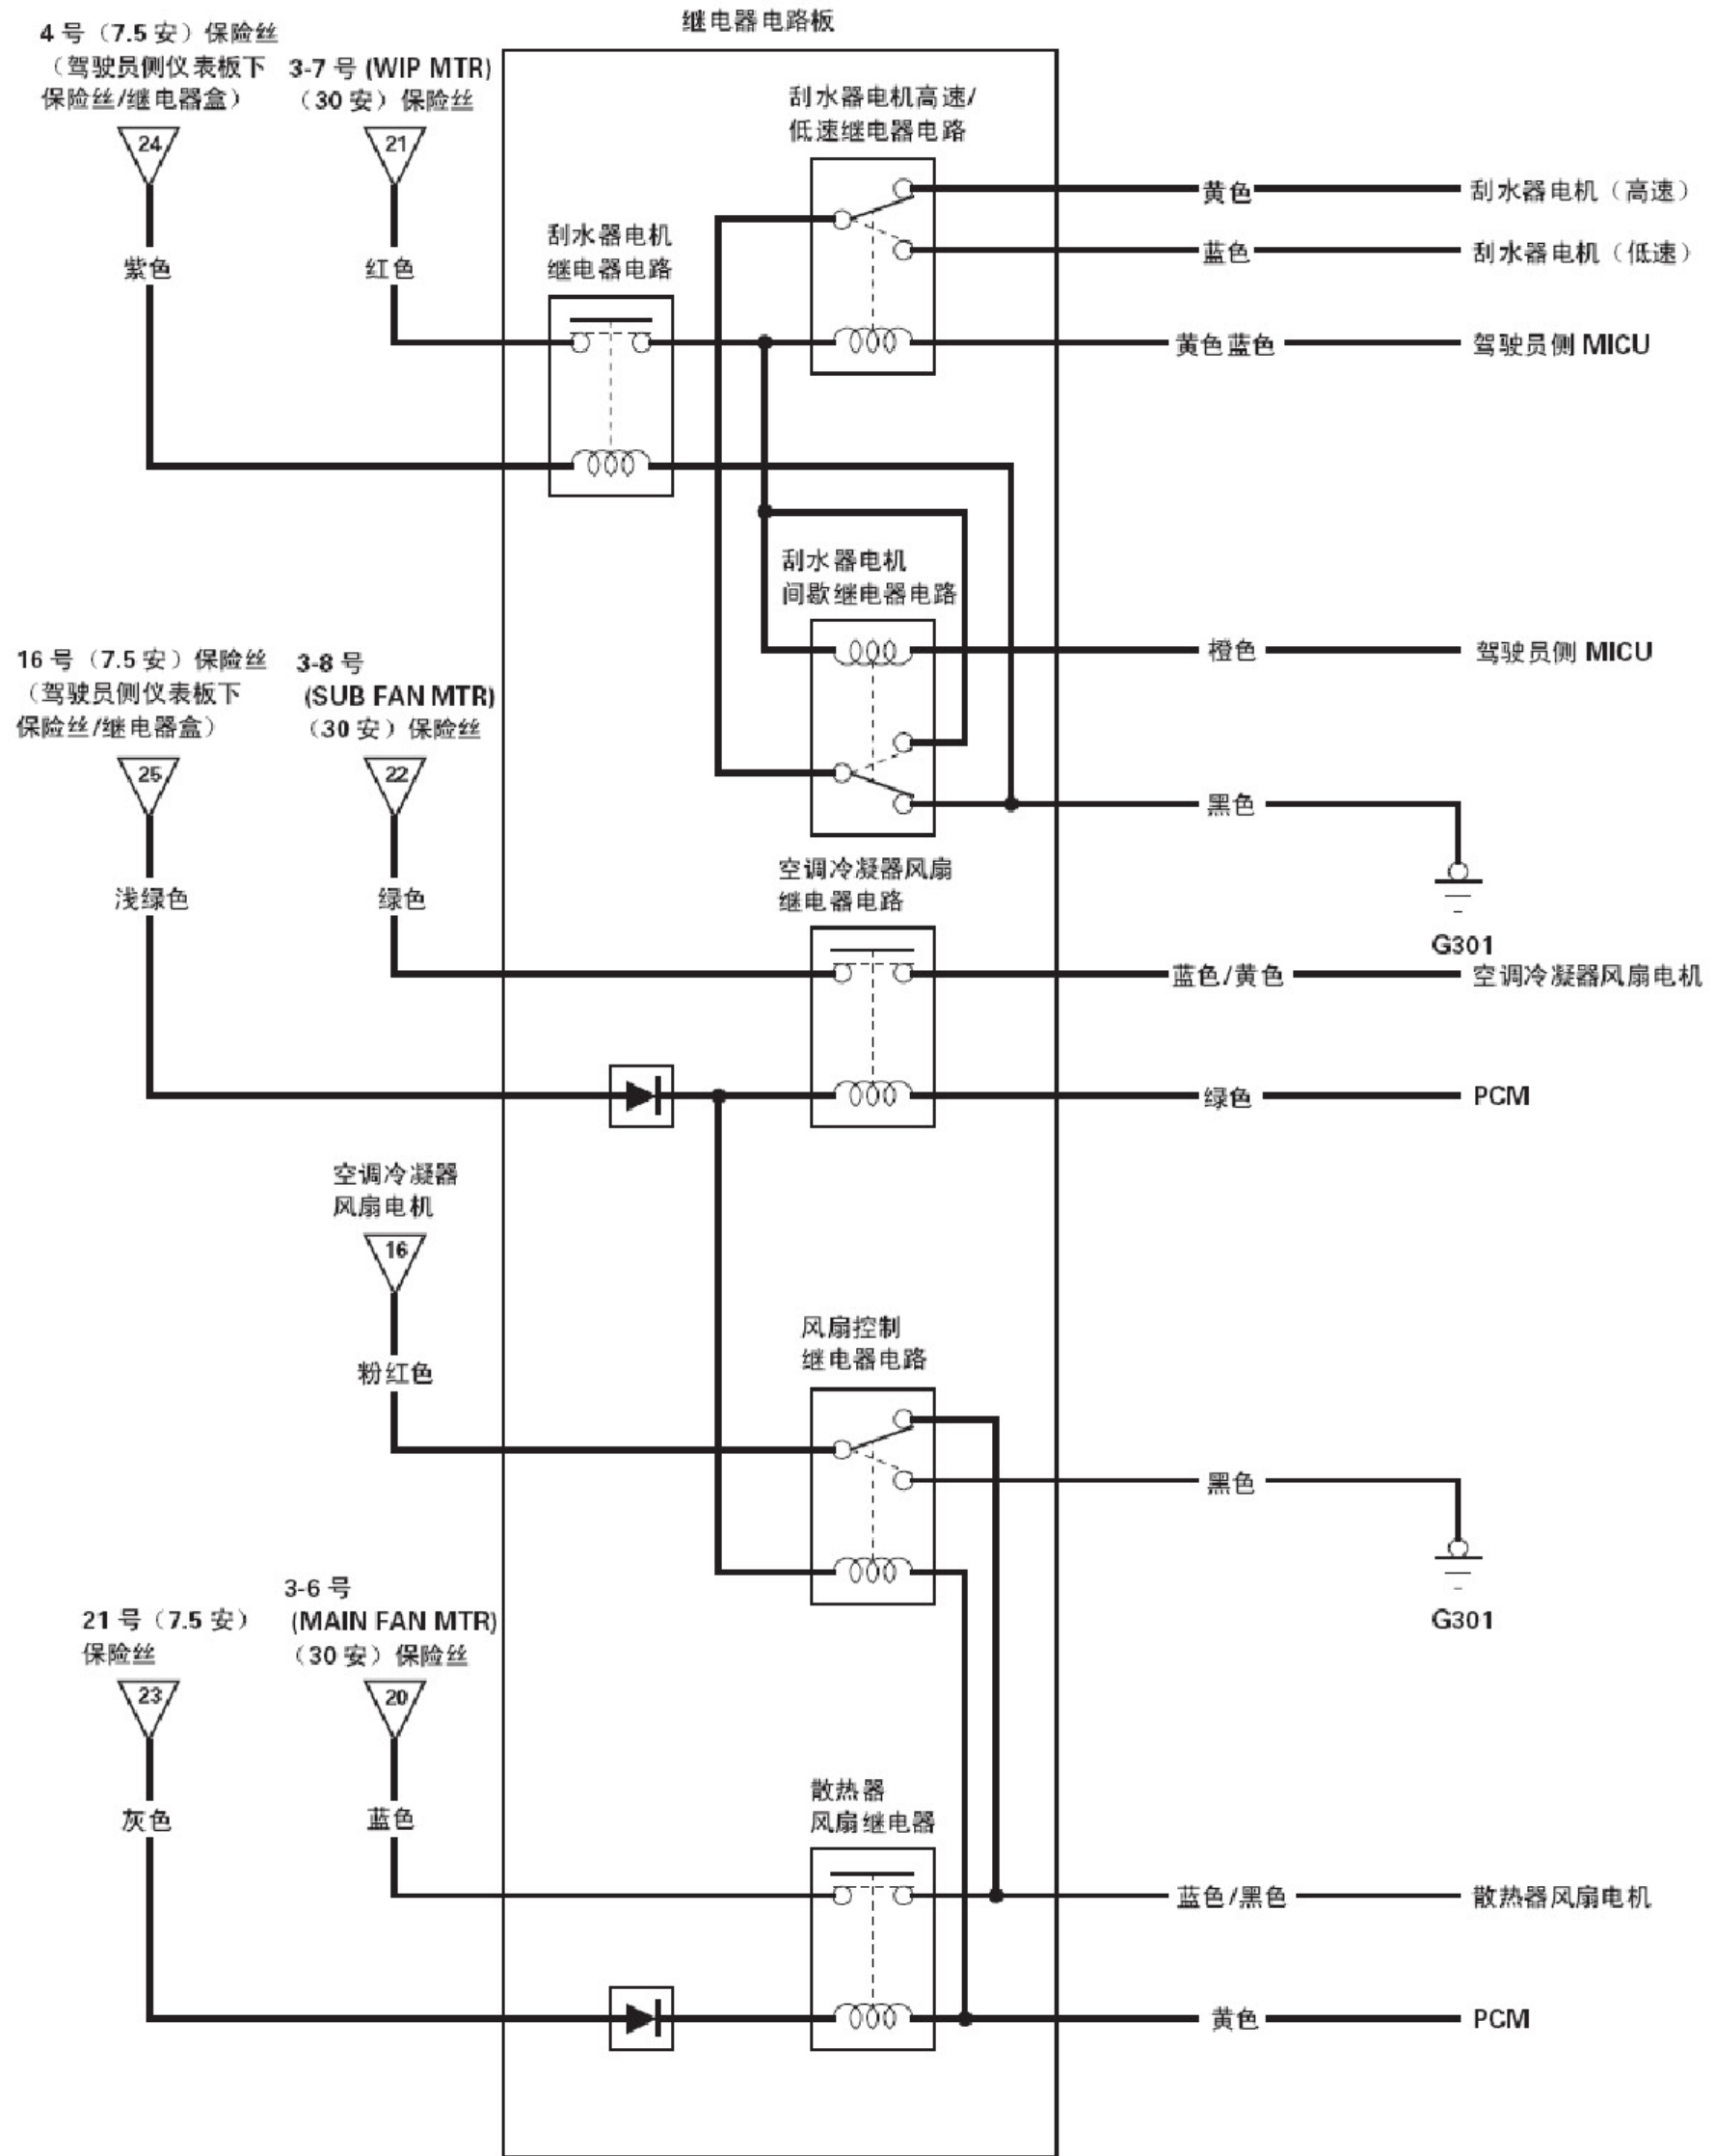 继电器电路板
4 号（7.5 安）保险丝
（驾驶员侧仪表板下
保险丝/继电器盒）
3-7 号 (WIP MTR)
（30 安）保险丝
24
21
紫色
红色
刮水器电机
继电器电路
刮水器电机高速/
低速继电器电路
黄色
刮水器电机（高速）
蓝色
刮水器电机（低速）
黄色蓝色
驾驶员侧 MICU
刮水器电机
间歇继电器电路
橙色
驾驶员侧 MICU
黑色
G301
16 号（7.5 安）保险丝
（驾驶员侧仪表板下
保险丝/继电器盒）
3-8 号
(SUB FAN MTR)
（30 安）保险丝
25
22
浅绿色
绿色
空调冷凝器风扇
继电器电路
蓝色/黄色
空调冷凝器风扇电机
绿色
PCM
空调冷凝器
风扇电机
16
粉红色
风扇控制
继电器电路
黑色
G301
21 号（7.5 安）
保险丝
3-6 号
(MAIN FAN MTR)
（30 安）保险丝
23
20
灰色
蓝色
散热器
风扇继电器
蓝色/黑色
散热器风扇电机
黄色
PCM